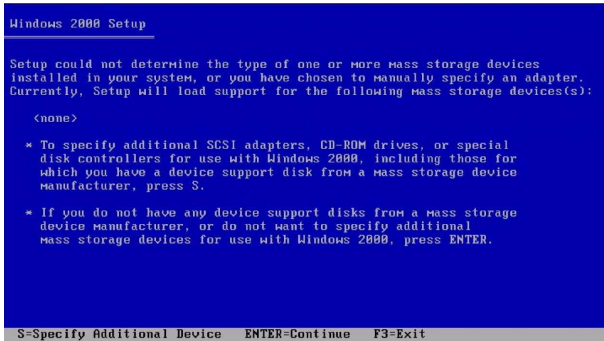 Windows 2000 Setup
Setup could not determine the type of one or more mass storage devices
installed in your system, or you have chosen to manually specify an adapter.
Currently, Setup will load support for the following mass storage devices(s):
<none>
* To specify additional SCSI adapters, CD-ROM drives, or special
disk controllers for use with Windows 2000, including those for
which you have a device support disk from a mass storage device
manufacturer, press S.
* If you do not have any device support disks from a mass storage
device manufacturer, or do not want to specify additional
mass storage devices for use with Windows 2000, press ENTER.
S=Specify Additional Device ENTER=Continue F3=Exit